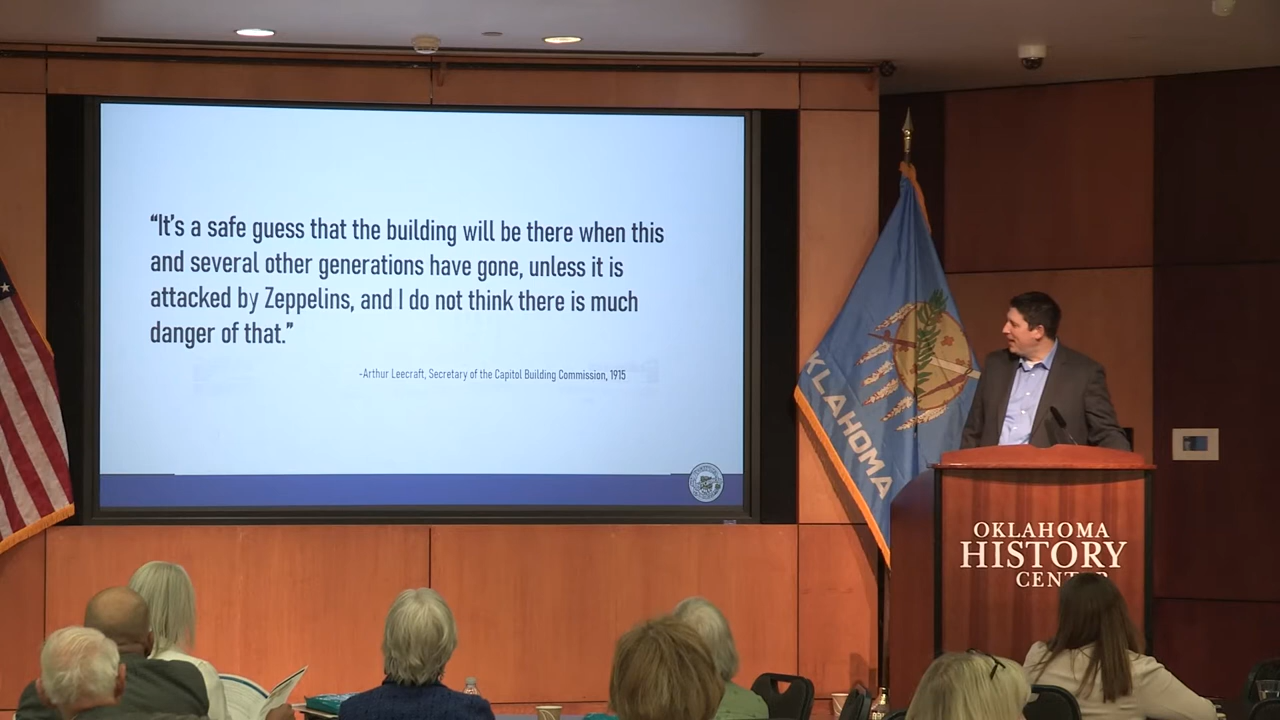 “It’s a safe guess that the building will be there when this
and several other generations have gone, unless it is
attacked by Zeppelins, and I do not think there is much
danger of that.”
-Arthur Leecraft, Secretary of the Capitol Building Commission, 1915
OKLAHOMA
OKLAHOMA
HISTORY
CENTER